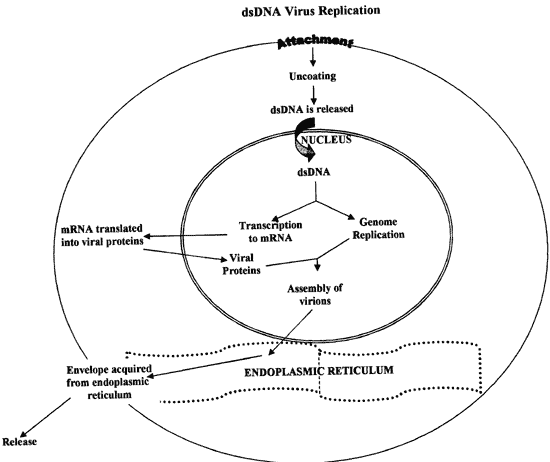 dsDNA Virus Replication
Attachment
Uncoating
dsDNA is released
NUCLEUS
dsDNA
Transcription
to mRNA
Genome
Replication
mRNA translated
into viral proteins
Viral
Proteins
Assembly of
virions
ENDOPLASMIC RETICULUM
Envelope acquired
from endoplasmic
reticulum
Release